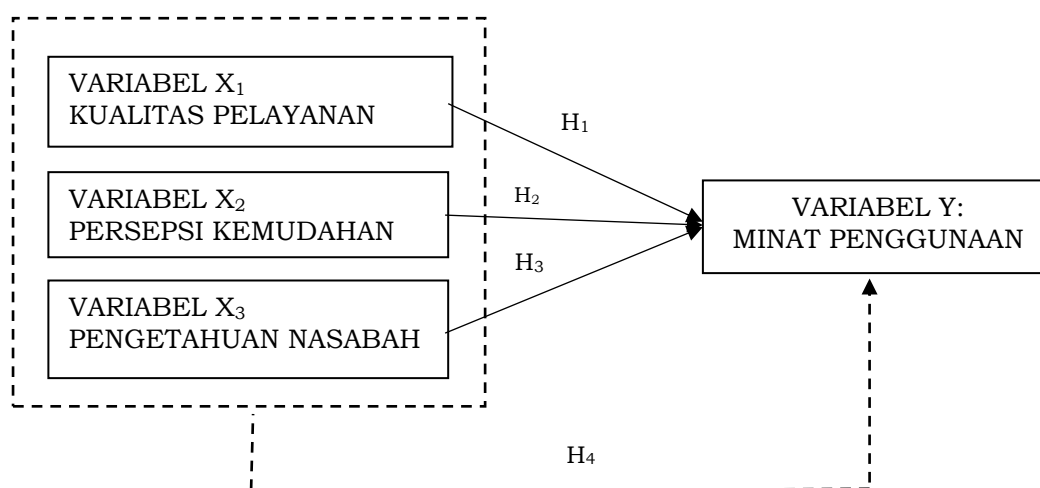 VARIABEL X₁
KUALITAS PELAYANAN
H₁
VARIABEL X₂
PERSEPSI KEMUDAHAN
H₂
VARIABEL Y:
MINAT PENGGUNAAN
H₃
VARIABEL X₃
PENGETAHUAN NASABAH
H₄